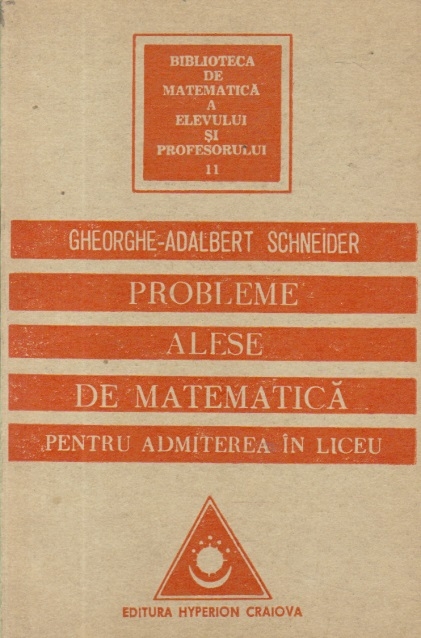 BIBLIOTECA
DE
MATEMATICĂ
A
ELEVULUI
ȘI
PROFESORULUI
11
GHEORGHE-ADALBERT SCHNEIDER
PROBLEME
ALESE
DE MATEMATICĂ
PENTRU ADMITEREA ÎN LICEU
EDITURA HYPERION CRAIOVA